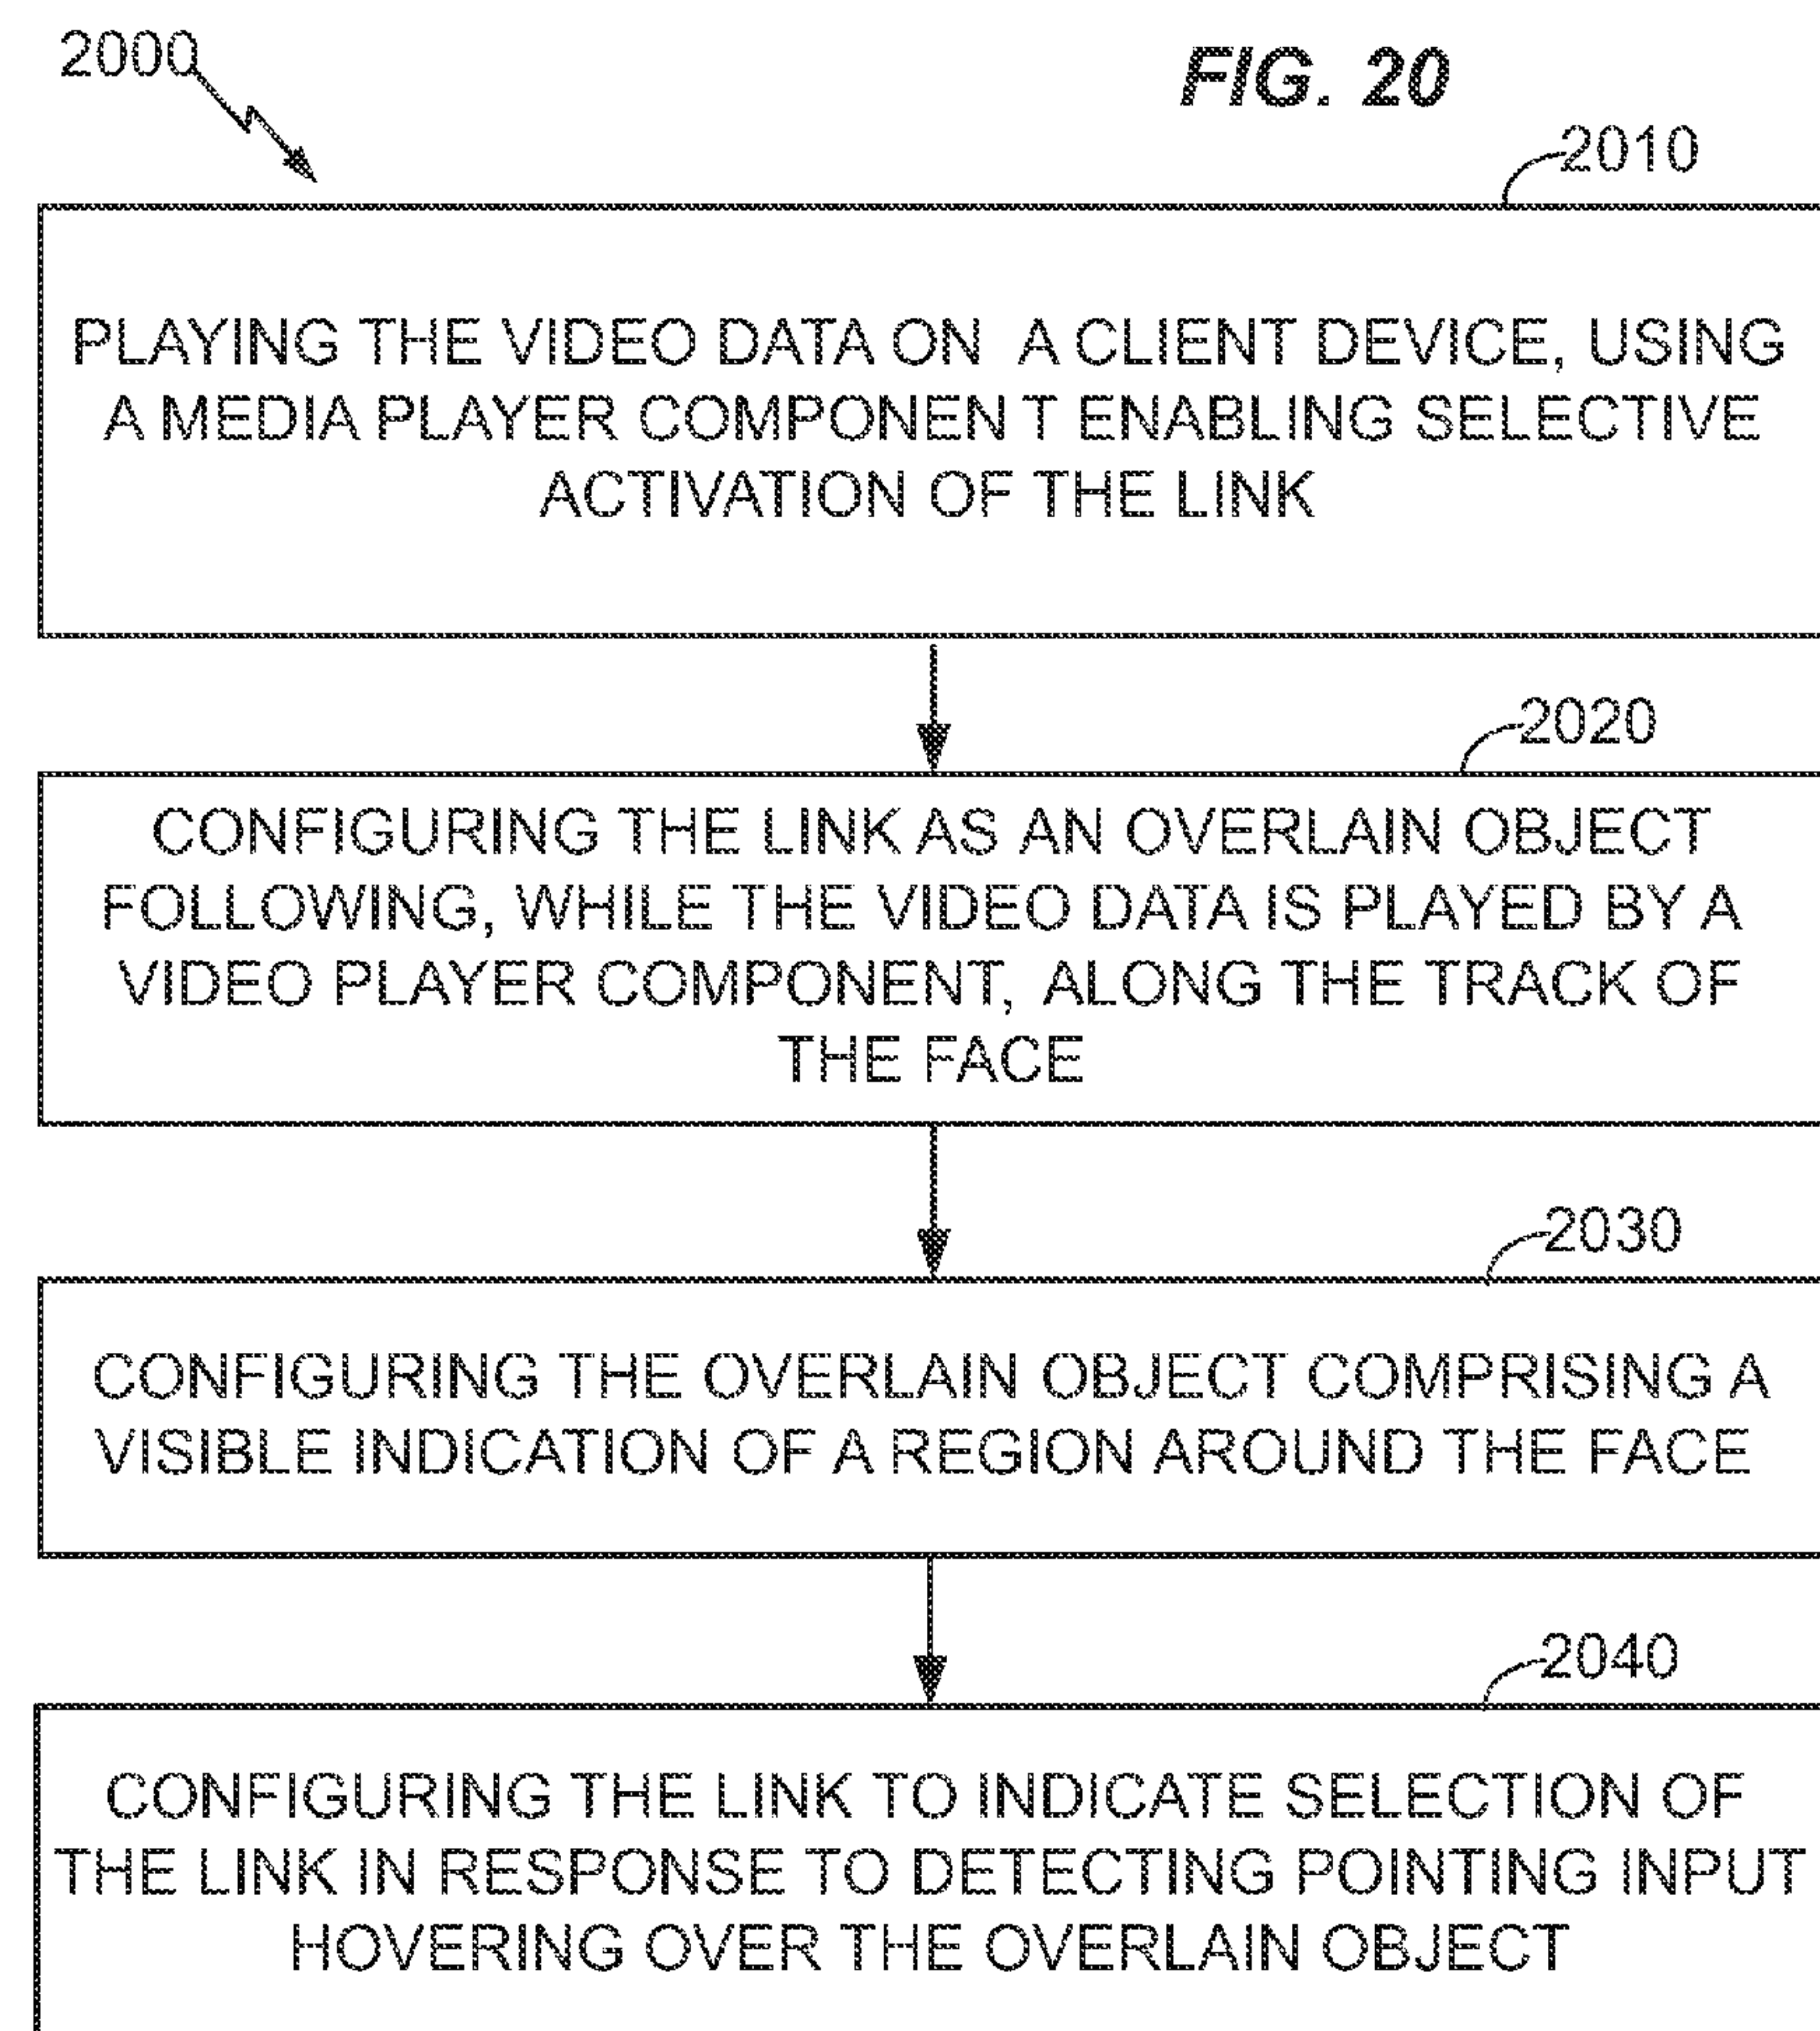 2000
FIG. 20
2010
PLAYING THE VIDEO DATA ON A CLIENT DEVICE, USING
A MEDIA PLAYER COMPONEN T ENABLING SELECTIVE
ACTIVATION OF THE LINK
2020
CONFIGURING THE LINK AS AN OVERLAIN OBJECT
FOLLOWING, WHILE THE VIDEO DATA IS PLAYED BY A
VIDEO PLAYER COMPONENT, ALONG THE TRACK OF
THE FACE
2030
CONFIGURING THE OVERLAIN OBJECT COMPRISING A
VISIBLE INDICATION OF A REGION AROUND THE FACE
2040
CONFIGURING THE LINK TO INDICATE SELECTION OF
THE LINK IN RESPONSE TO DETECTING POINTING INPUT
HOVERING OVER THE OVERLAIN OBJECT